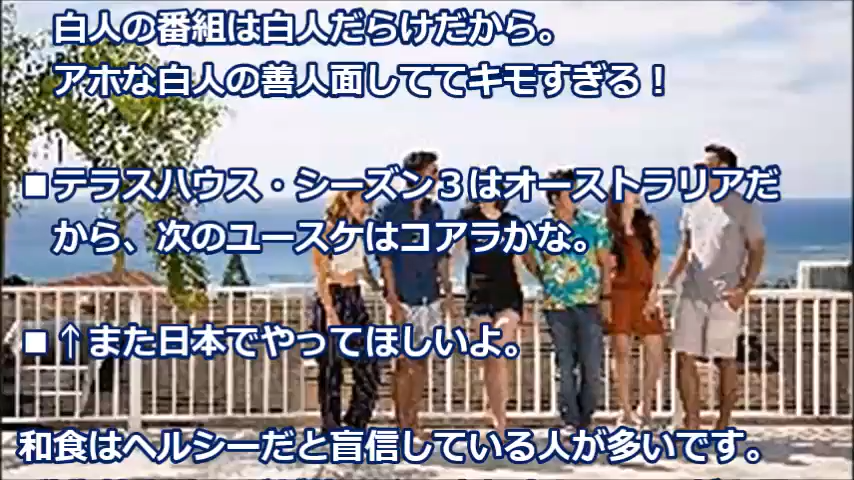 白人の番組は白人だらけだから。
アホな白人の善人面しててキモすぎる！
■テラスハウス・シーズン３はオーストラリアだ
から、次のユースケはコアラかな。
■↑また日本でやってほしいよ。
和食はヘルシーだと盲信している人が多いです。